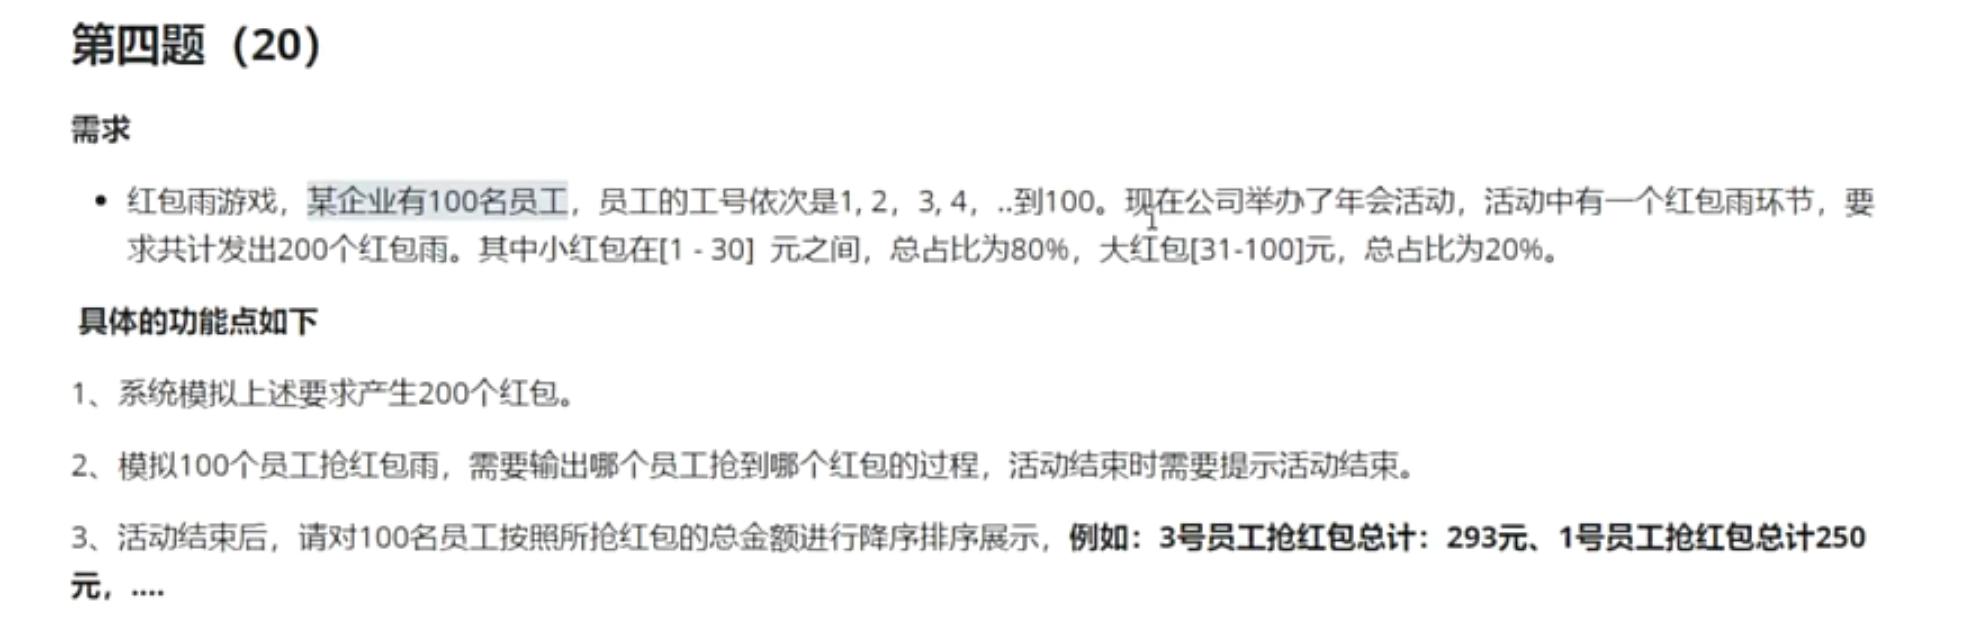 第四题（20）
需求
• 红包雨游戏，某企业有100名员工，员工的工号依次是1, 2，3, 4，..到100。现在公司举办了年会活动，活动中有一个红包雨环节，要
求共计发出200个红包雨。其中小红包在[1 - 30] 元之间，总占比为80%，大红包[31-100]元，总占比为20%。
具体的功能点如下
1、系统模拟上述要求产生200个红包。
2、模拟100个员工抢红包雨，需要输出哪个员工抢到哪个红包的过程，活动结束时需要提示活动结束。
3、活动结束后，请对100名员工按照所抢红包的总金额进行降序排序展示，例如：3号员工抢红包总计：293元、1号员工抢红包总计250
元，....